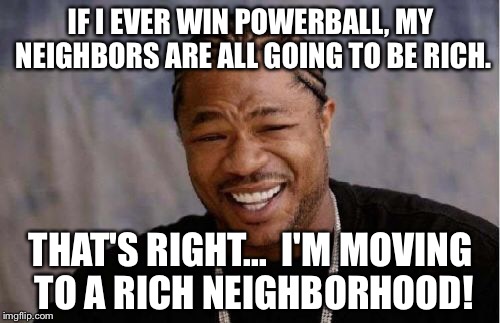 IF I EVER WIN POWERBALL, MY
NEIGHBORS ARE ALL GOING TO BE RICH.
THAT'S RIGHT... I'M MOVING
TO A RICH NEIGHBORHOOD!
imgflip.com